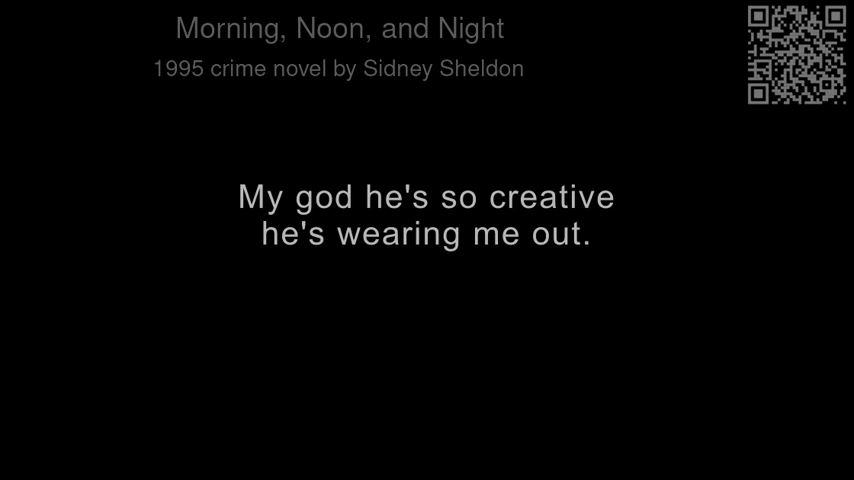 Morning, Noon, and Night
1995 crime novel by Sidney Sheldon
My god he's so creative
he's wearing me out.